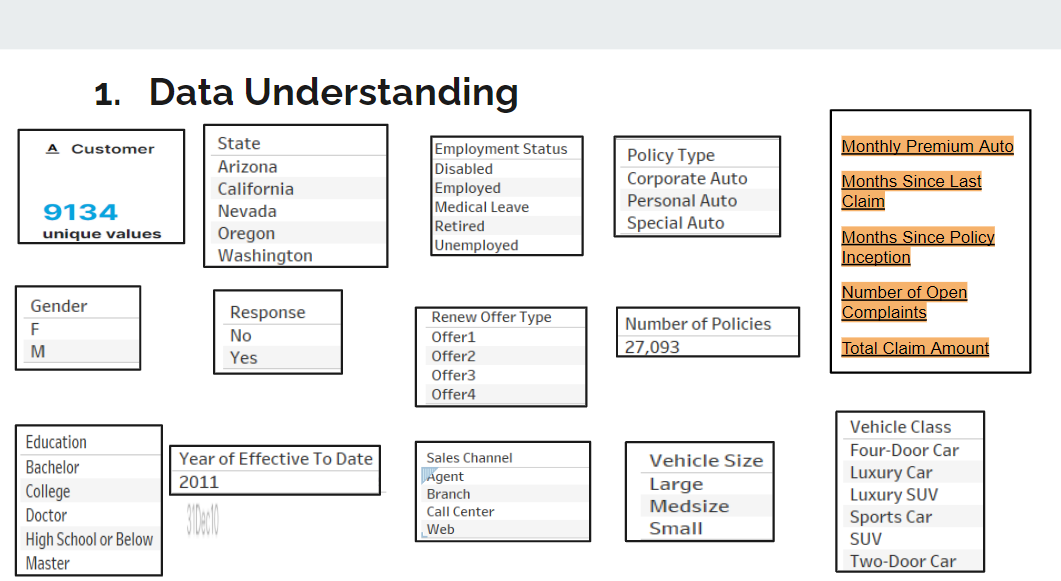 1. Data Understanding
A Customer
9134
unique values
State
Arizona
California
Nevada
Oregon
Washington
Employment Status
Disabled
Employed
Medical Leave
Retired
Unemployed
Policy Type
Corporate Auto
Personal Auto
Special Auto
Monthly Premium Auto
Months Since Last
Claim
Months Since Policy
Inception
Number of Open
Complaints
Total Claim Amount
Gender
F
M
Response
No
Yes
Renew Offer Type
Offer1
Offer2
Offer3
Offer4
Number of Policies
27,093
Education
Bachelor
College
Doctor
High School or Below
Master
Year of Effective To Date
2011
31Dec10
Sales Channel
Agent
Branch
Call Center
Web
Vehicle Size
Large
Medsize
Small
Vehicle Class
Four-Door Car
Luxury Car
Luxury SUV
Sports Car
SUV
Two-Door Car